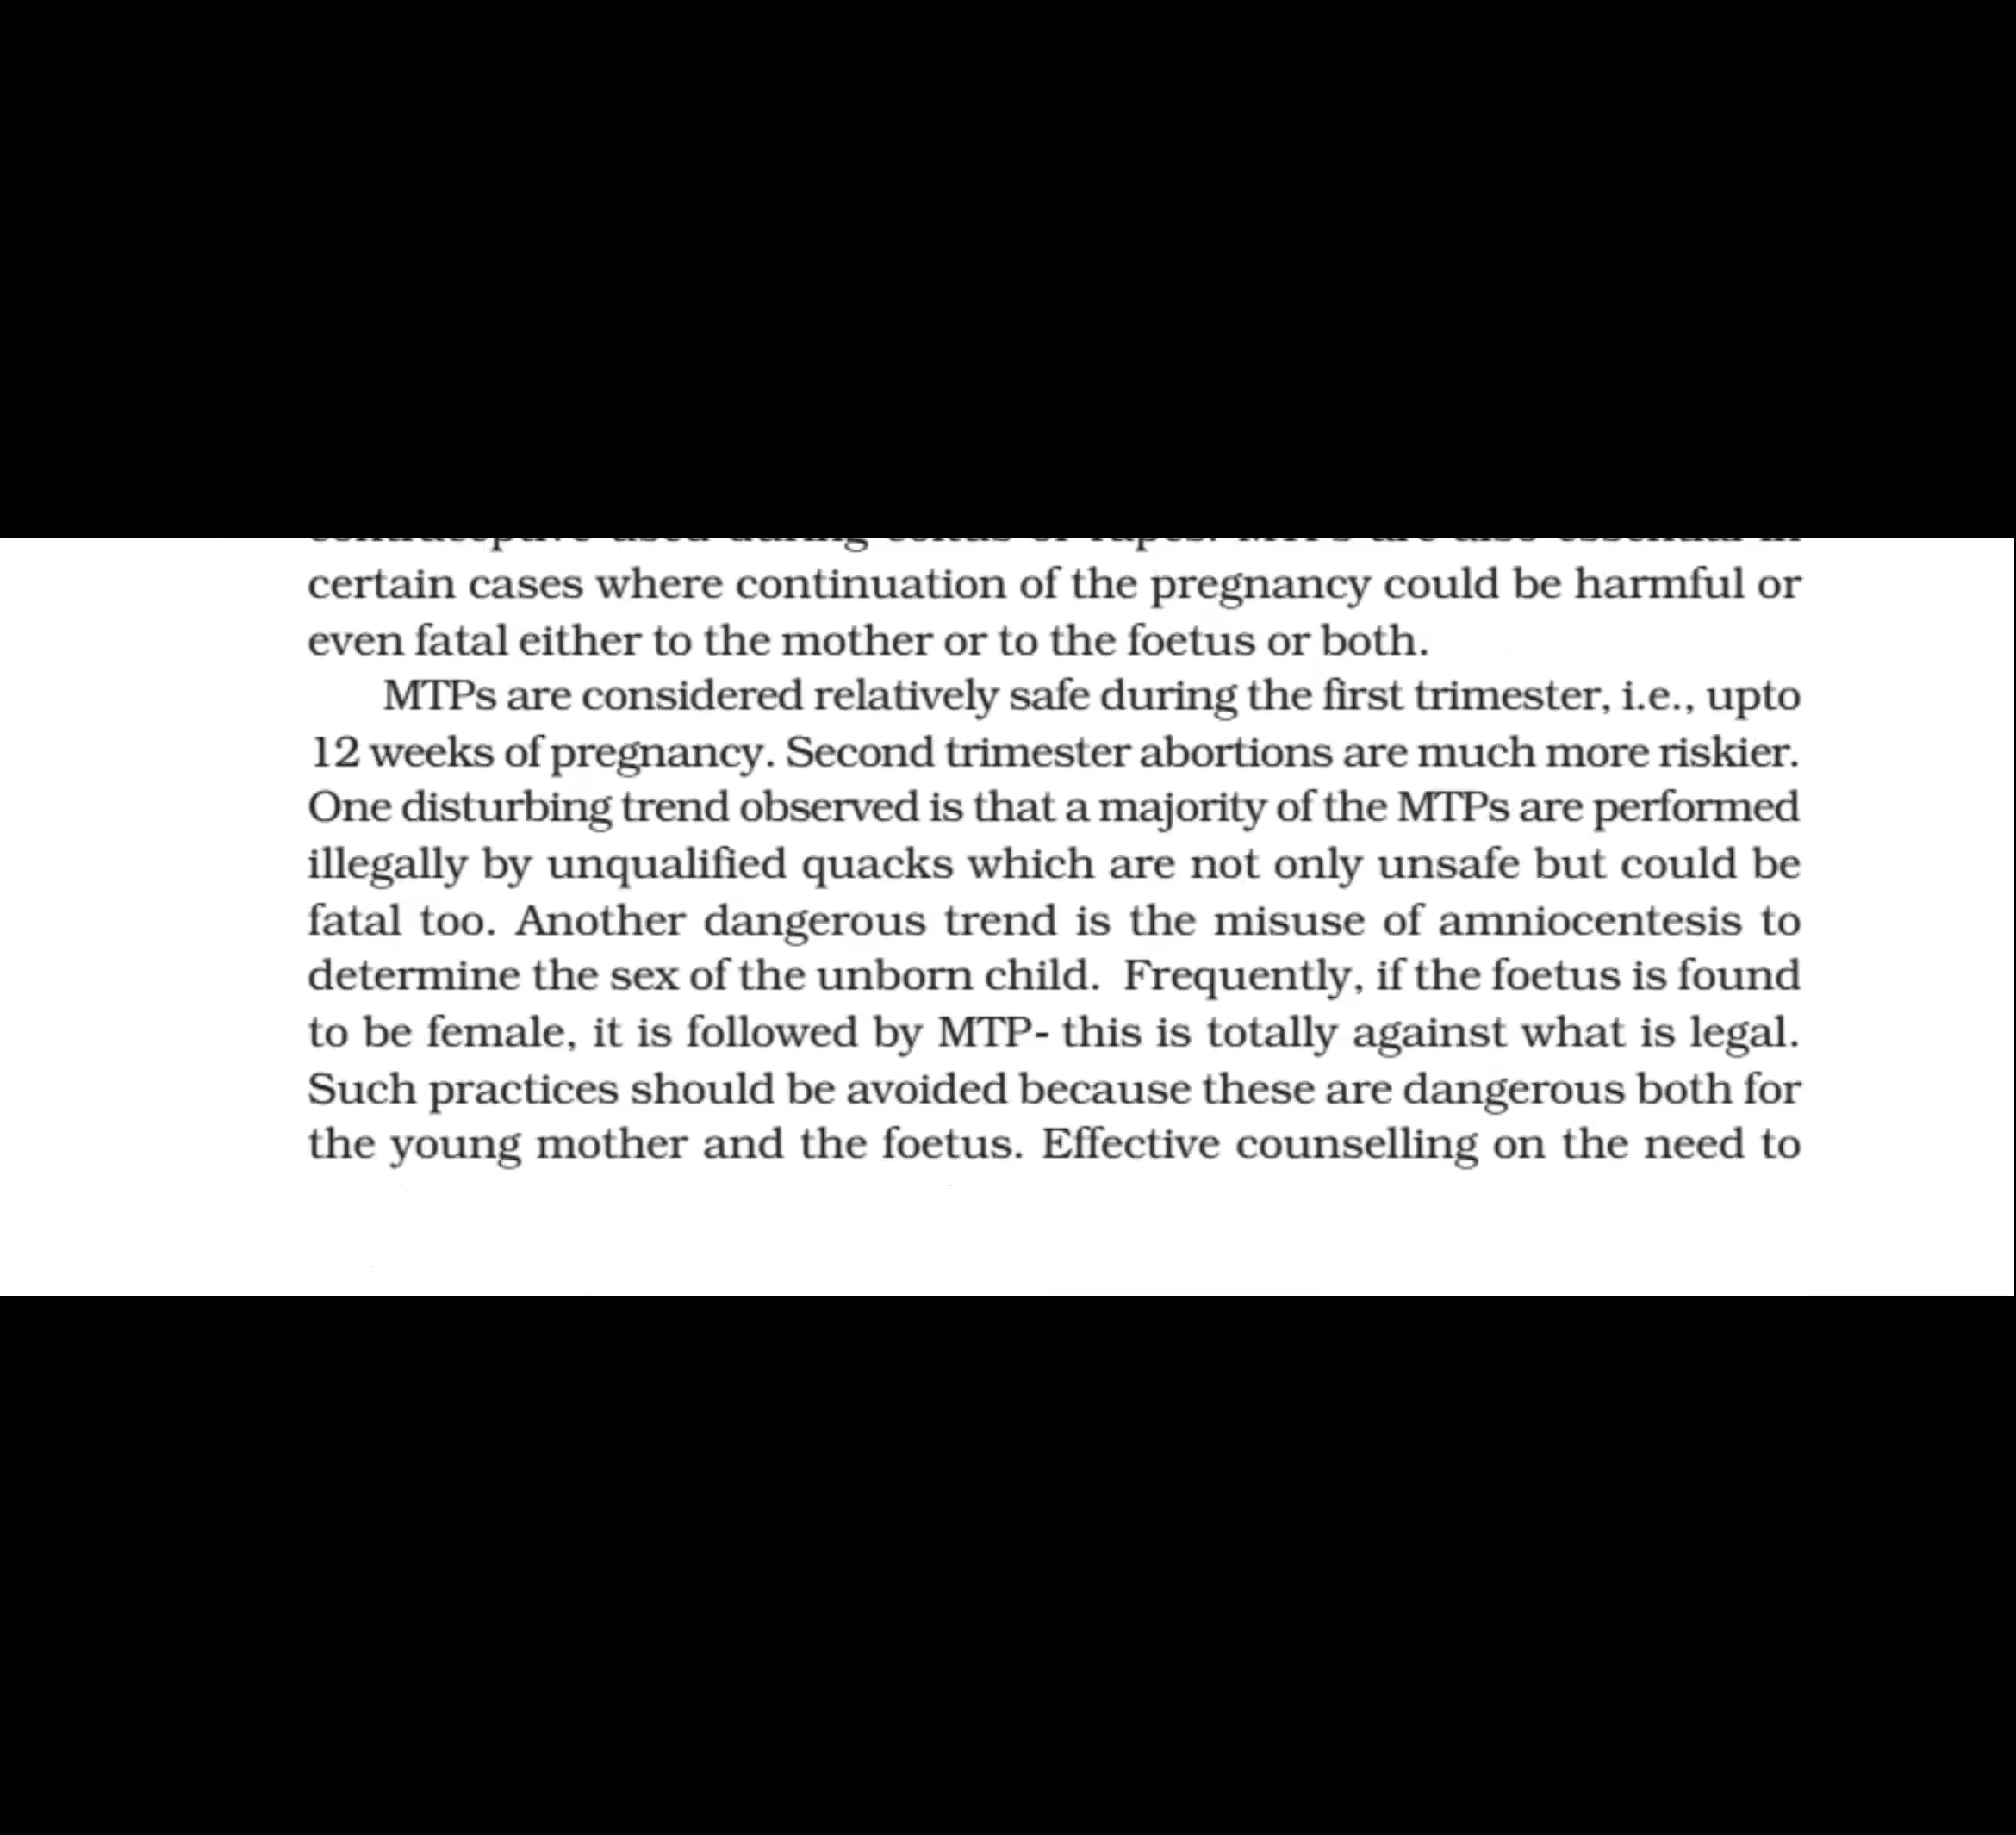 certain cases where continuation of the pregnancy could be harmful or
even fatal either to the mother or to the foetus or both.
MTPs are considered relatively safe during the first trimester, i.e., upto
12 weeks of pregnancy. Second trimester abortions are much more riskier.
One disturbing trend observed is that a majority of the MTPs are performed
illegally by unqualified quacks which are not only unsafe but could be
fatal too. Another dangerous trend is the misuse of amniocentesis to
determine the sex of the unborn child. Frequently, if the foetus is found
to be female, it is followed by MTP- this is totally against what is legal.
Such practices should be avoided because these are dangerous both for
the young mother and the foetus. Effective counselling on the need to